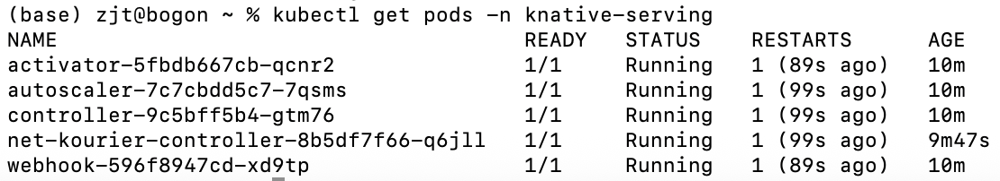 (base) zjt@bogon ~ % kubectl get pods -n knative-serving
NAME READY STATUS RESTARTS AGE
activator-5fbdb667cb-qcnr2 1/1 Running 1 (89s ago) 10m
autoscaler-7c7cbdd5c7-7qsms 1/1 Running 1 (99s ago) 10m
controller-9c5bff5b4-gtm76 1/1 Running 1 (99s ago) 10m
net-kourier-controller-8b5df7f66-q6jll 1/1 Running 1 (99s ago) 9m47s
webhook-596f8947cd-xd9tp 1/1 Running 1 (89s ago) 10m